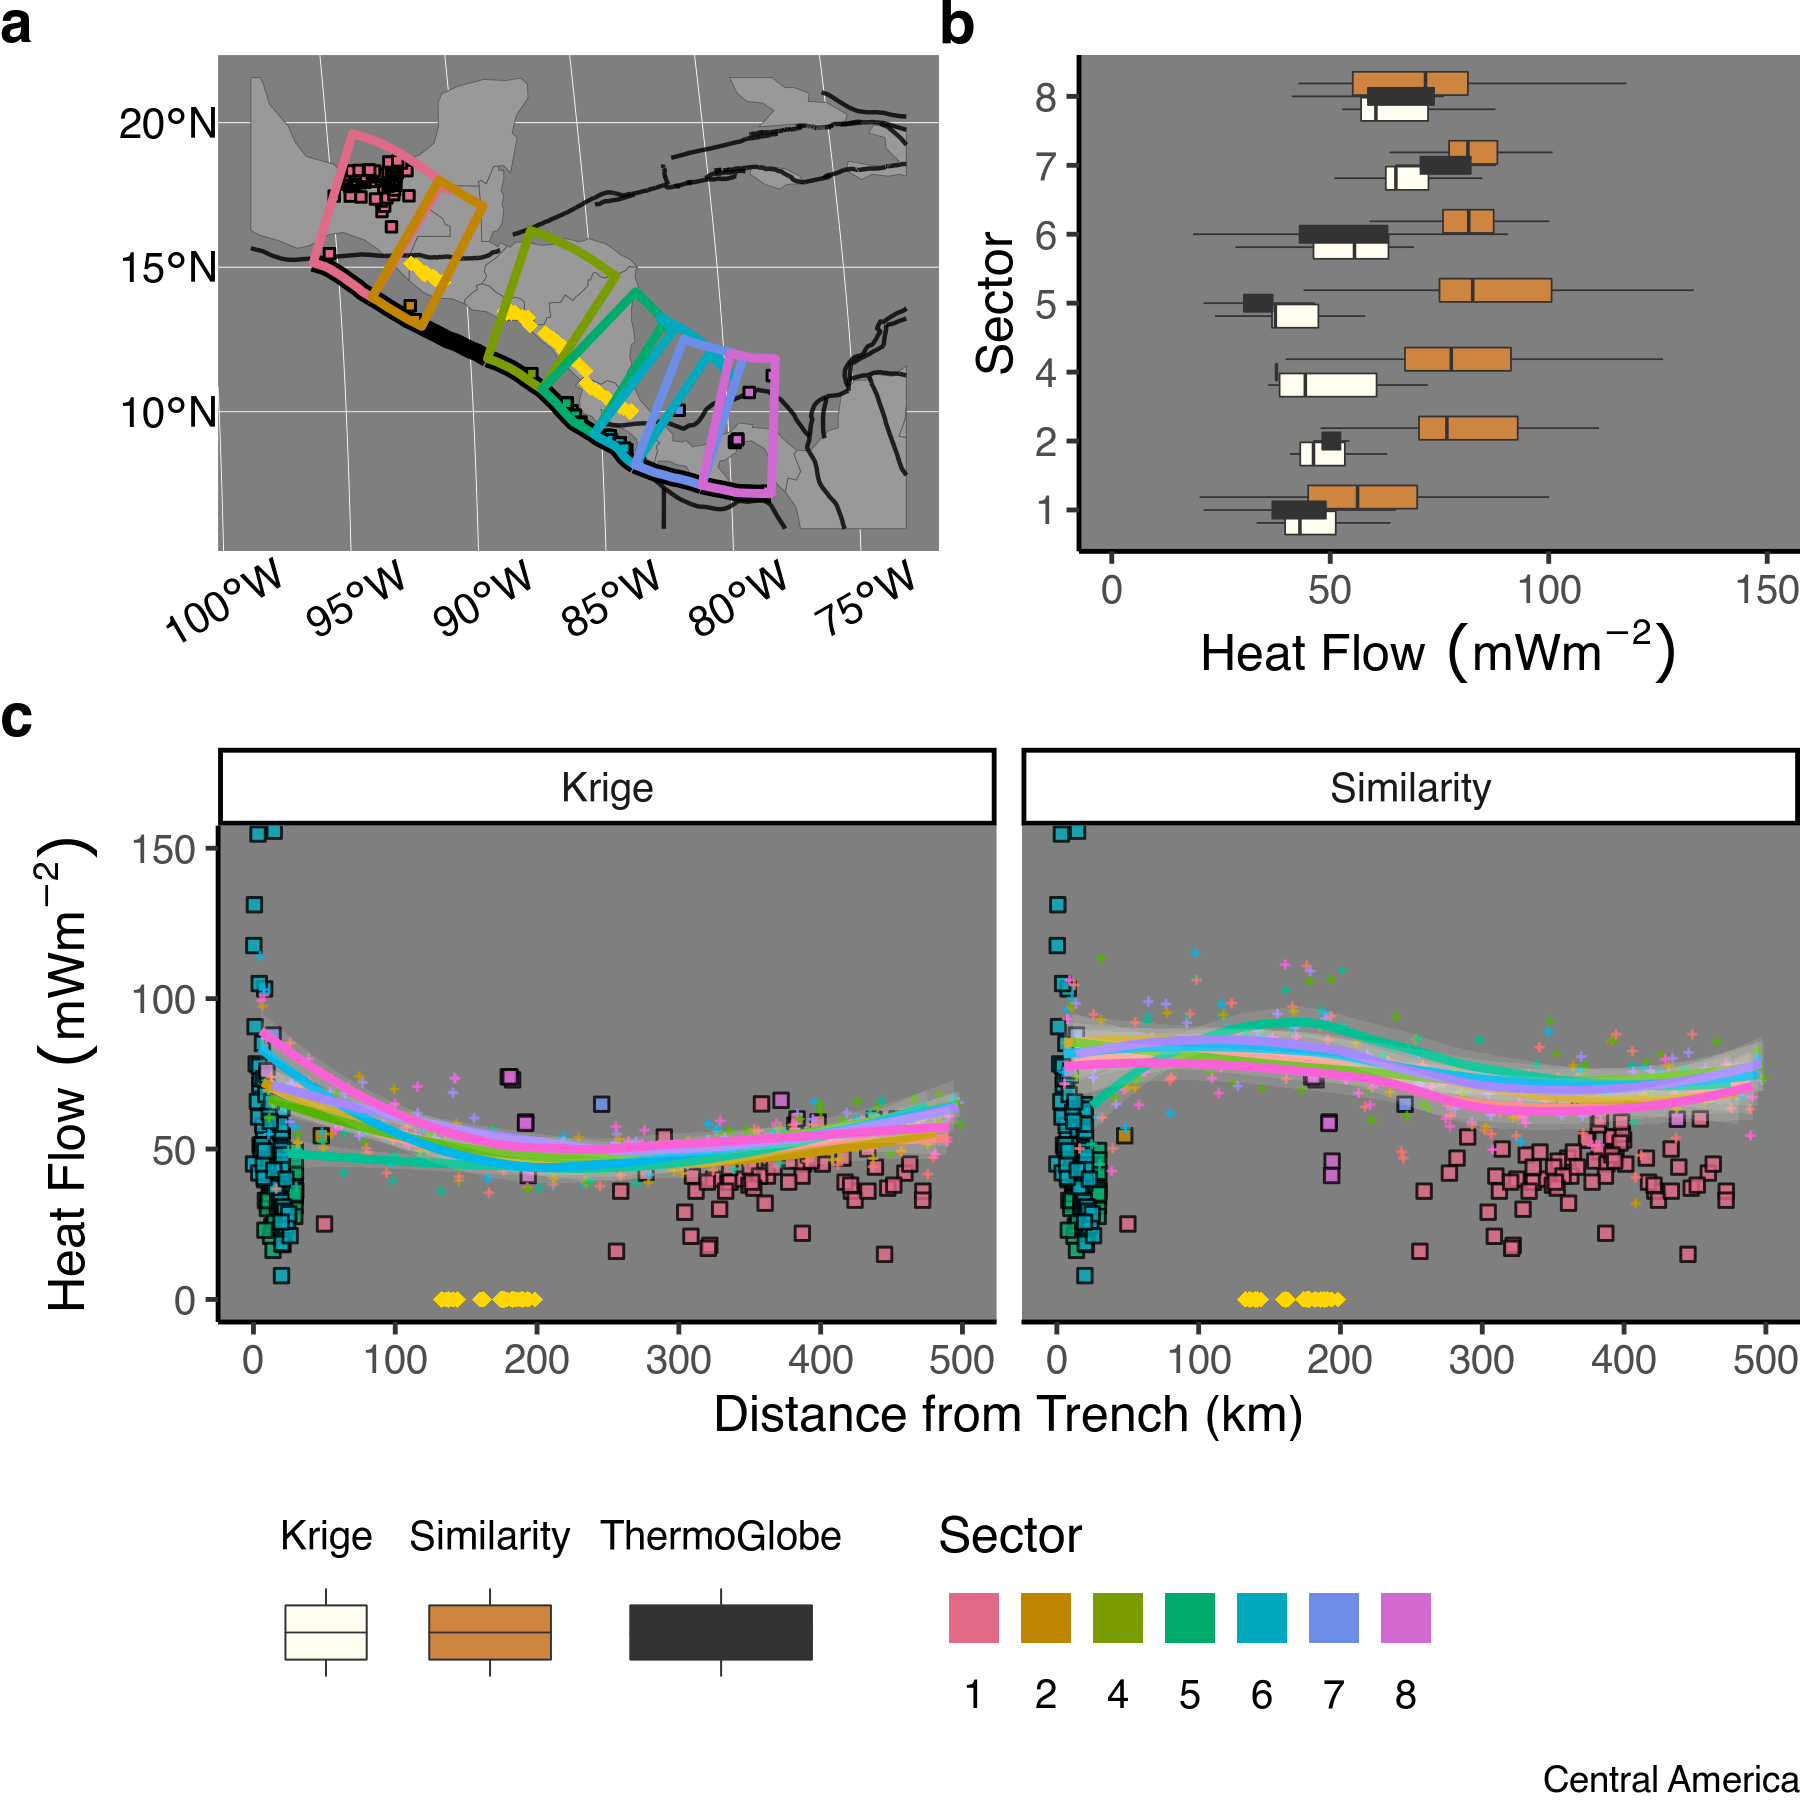 a
20°N
15°N
10°N
100°W 95°W 90°W 85°W 80°W 75°W
b
Sector
8
7
6
5
4
2
1
0 50 100 150
Heat Flow (mWm⁻²)
c
Krige Similarity
Heat Flow (mWm⁻²)
150
100
50
0
0 100 200 300 400 500 0 100 200 300 400 500
Distance from Trench (km)
Krige Similarity ThermoGlobe
Sector
1 2 4 5 6 7 8
Central America